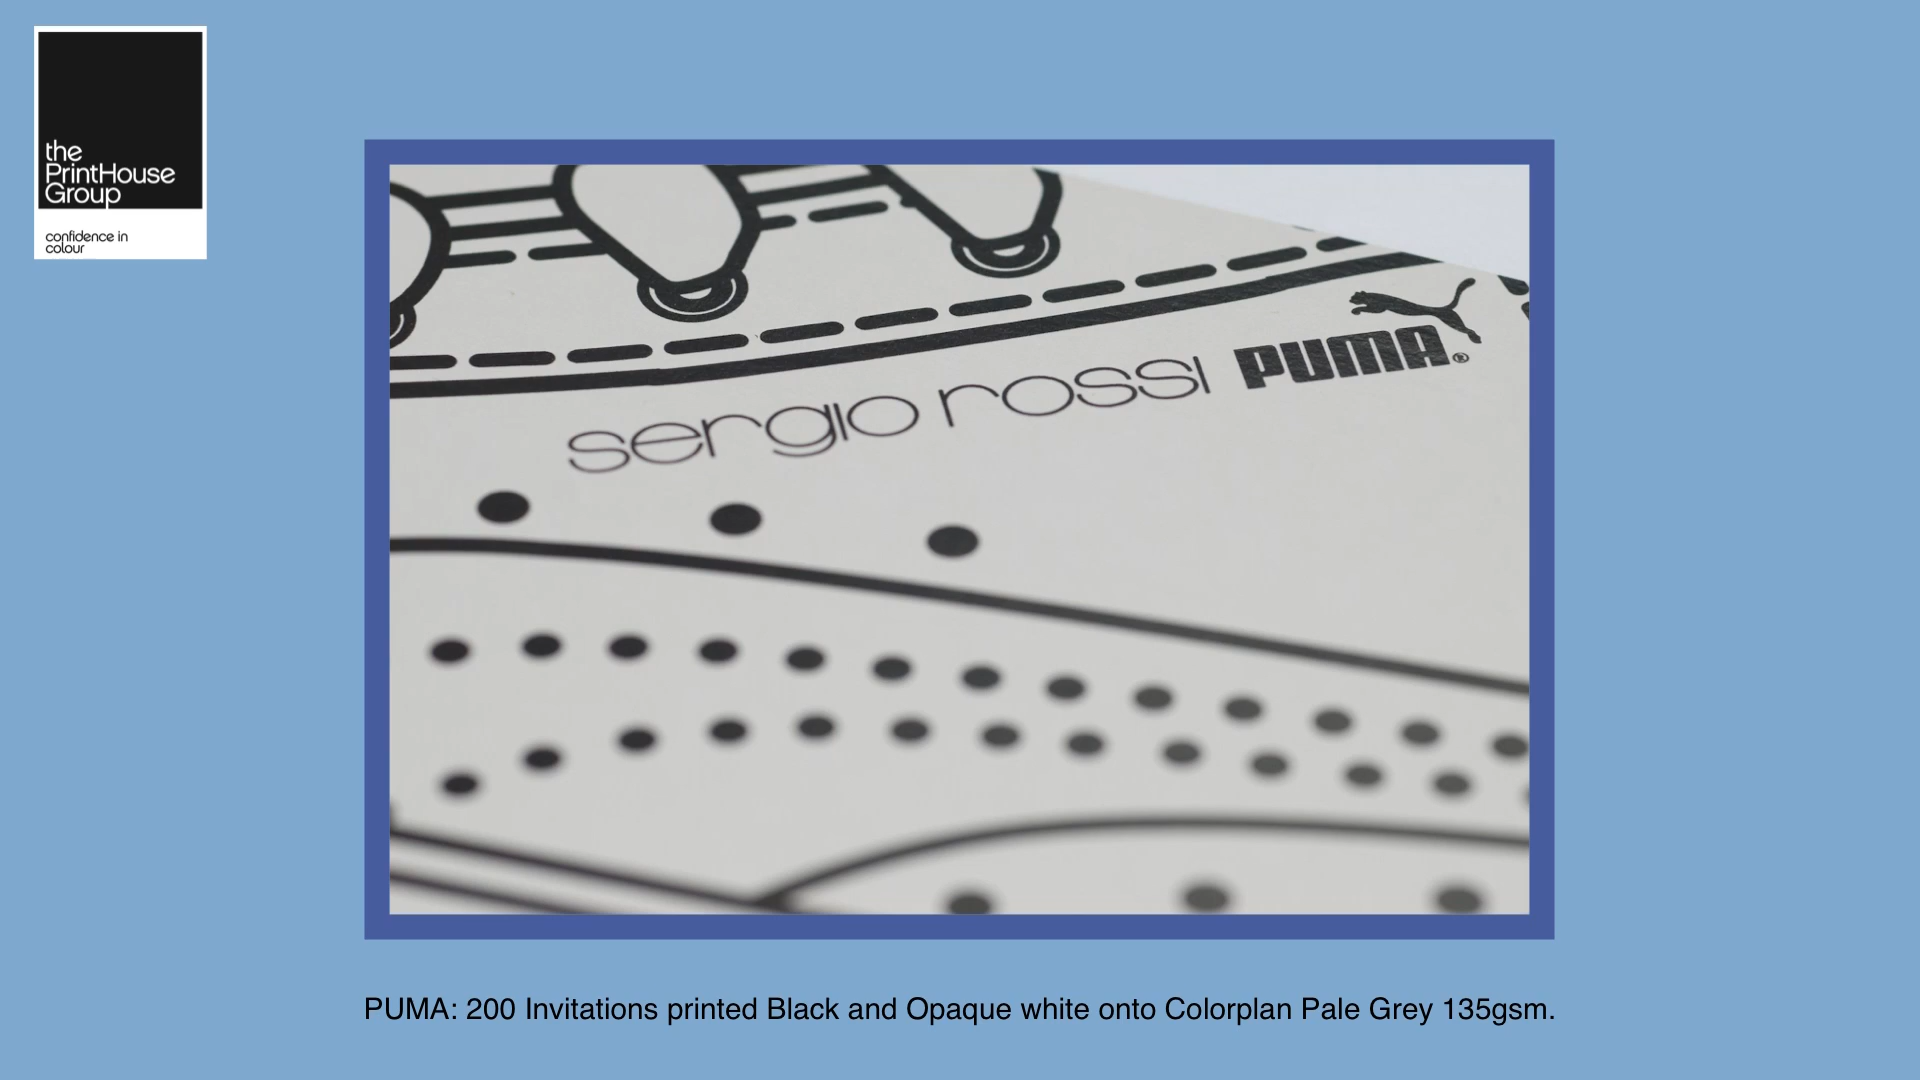 the
PrintHouse
Group
confidence in
colour
sergio rossi PUMA®
PUMA: 200 Invitations printed Black and Opaque white onto Colorplan Pale Grey 135gsm.